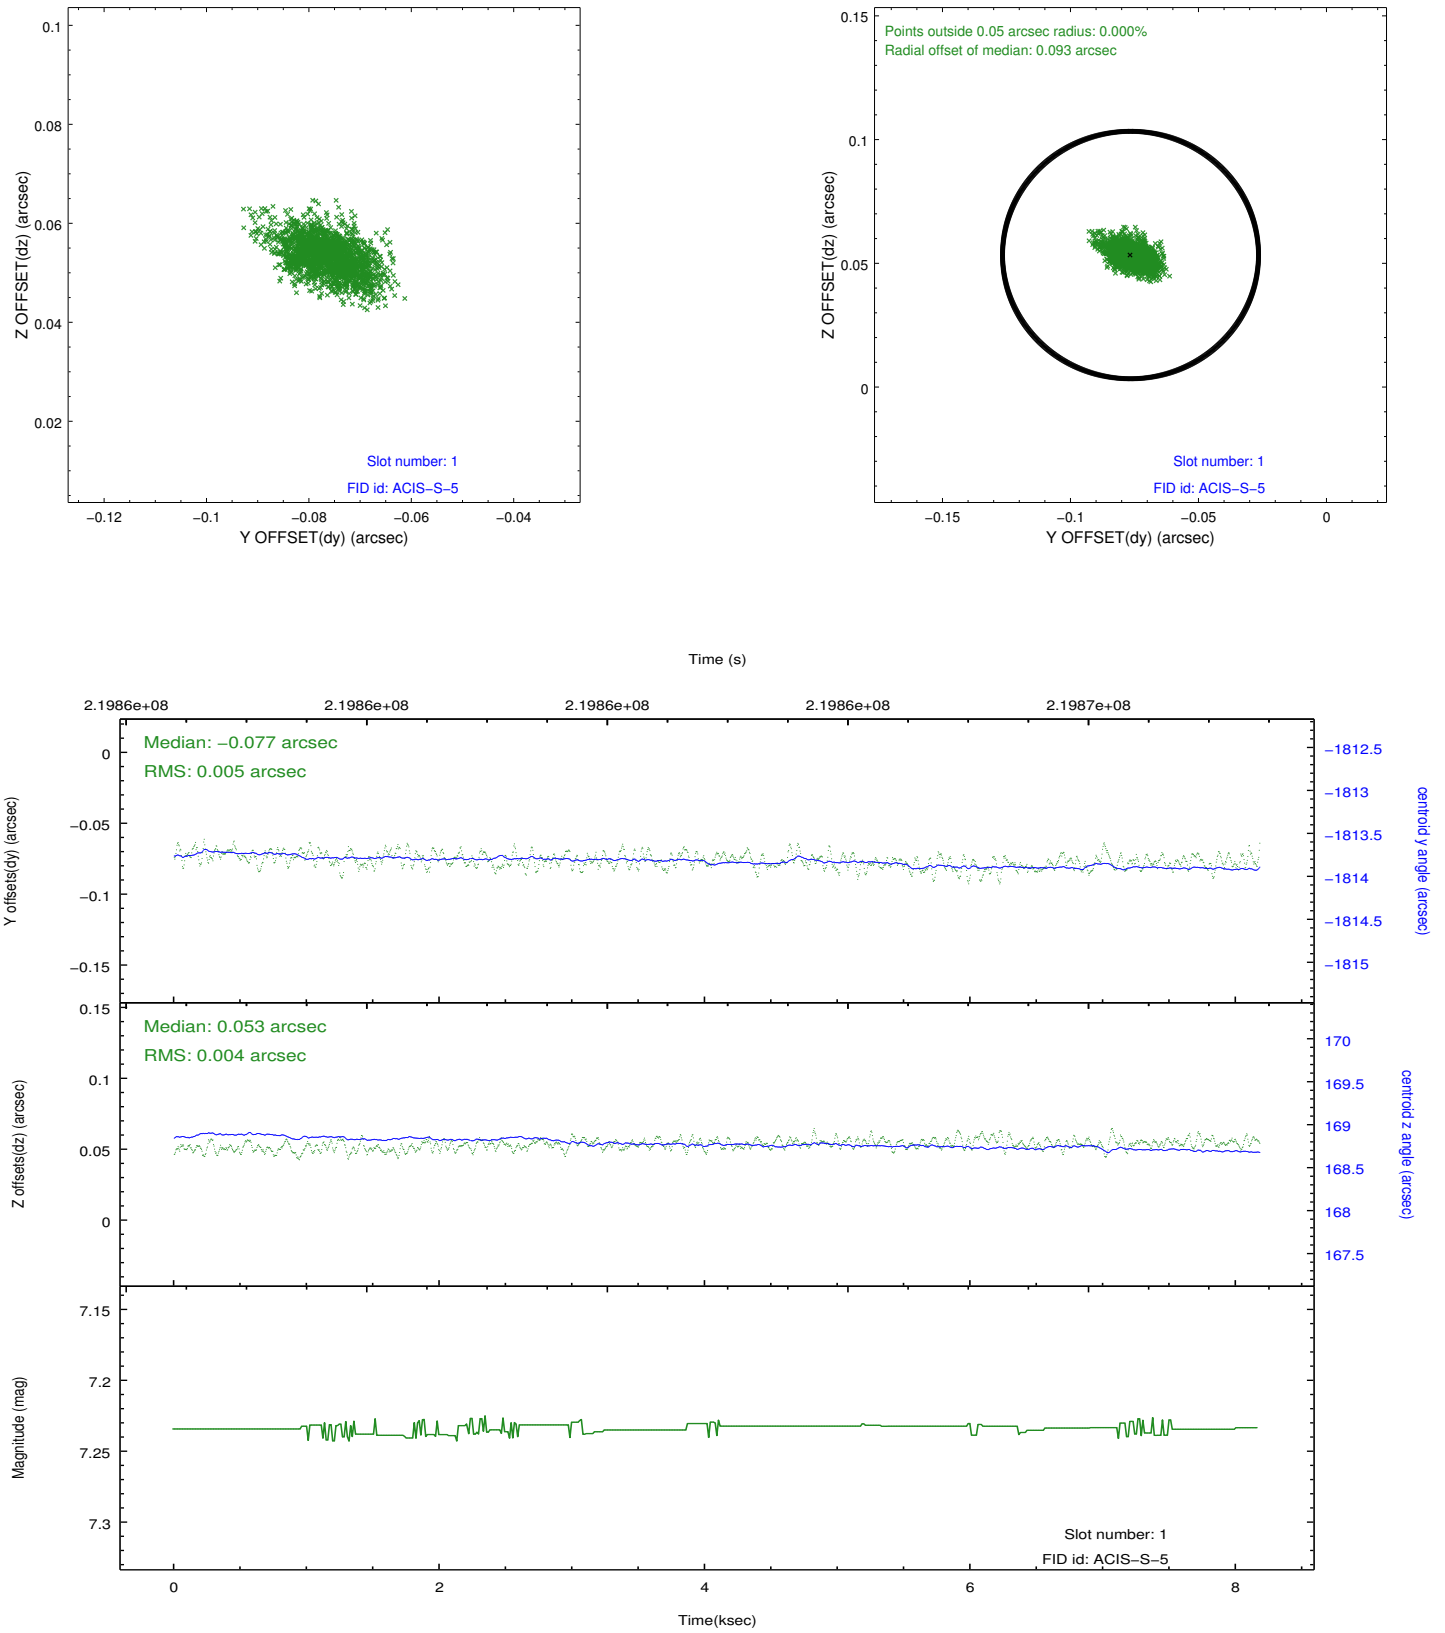 0.1
0.08
0.06
0.04
0.02
Z OFFSET(dz) (arcsec)
Slot number: 1
FID id: ACIS−S−5
−0.12
−0.1
−0.08
−0.06
−0.04
Y OFFSET(dy) (arcsec)
Points outside 0.05 arcsec radius: 0.000%
Radial offset of median: 0.093 arcsec
0.15
0.1
0.05
0
Z OFFSET(dz) (arcsec)
Slot number: 1
FID id: ACIS−S−5
−0.15
−0.1
−0.05
0
Y OFFSET(dy) (arcsec)
Time (s)
2.1986e+08
2.1986e+08
2.1986e+08
2.1986e+08
2.1987e+08
Median: −0.077 arcsec
RMS: 0.005 arcsec
0
−0.05
−0.1
−0.15
Y offsets(dy) (arcsec)
−1812.5
−1813
−1813.5
−1814
−1814.5
−1815
centroid y angle (arcsec)
Median: 0.053 arcsec
RMS: 0.004 arcsec
0.15
0.1
0.05
0
Z offsets(dz) (arcsec)
170
169.5
169
168.5
168
167.5
centroid z angle (arcsec)
7.15
7.2
7.25
7.3
Magnitude (mag)
Slot number: 1
FID id: ACIS−S−5
0
2
4
6
8
Time(ksec)